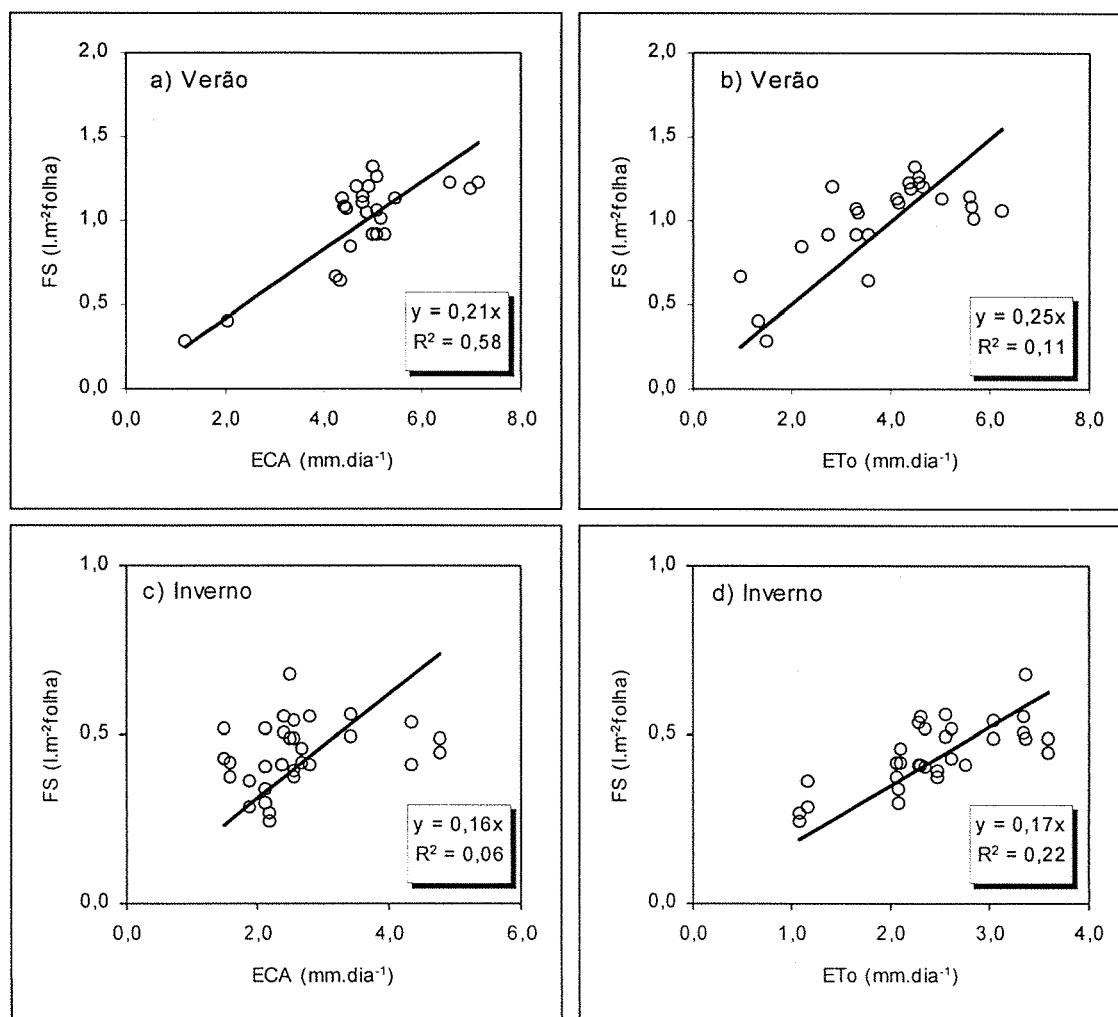 a) Verão
2,0
1,5
1,0
0,5
0,0
FS (l.m⁻²folha)
y = 0,21x
R² = 0,58
0,0 2,0 4,0 6,0 8,0
ECA (mm.dia⁻¹)
b) Verão
2,0
1,5
1,0
0,5
0,0
FS (l.m⁻²folha)
y = 0,25x
R² = 0,11
0,0 2,0 4,0 6,0 8,0
ETo (mm.dia⁻¹)
c) Inverno
1,0
0,5
0,0
FS (l.m⁻²folha)
y = 0,16x
R² = 0,06
0,0 2,0 4,0 6,0
ECA (mm.dia⁻¹)
d) Inverno
1,0
0,5
0,0
FS (l.m⁻²folha)
y = 0,17x
R² = 0,22
0,0 1,0 2,0 3,0 4,0
ETo (mm.dia⁻¹)